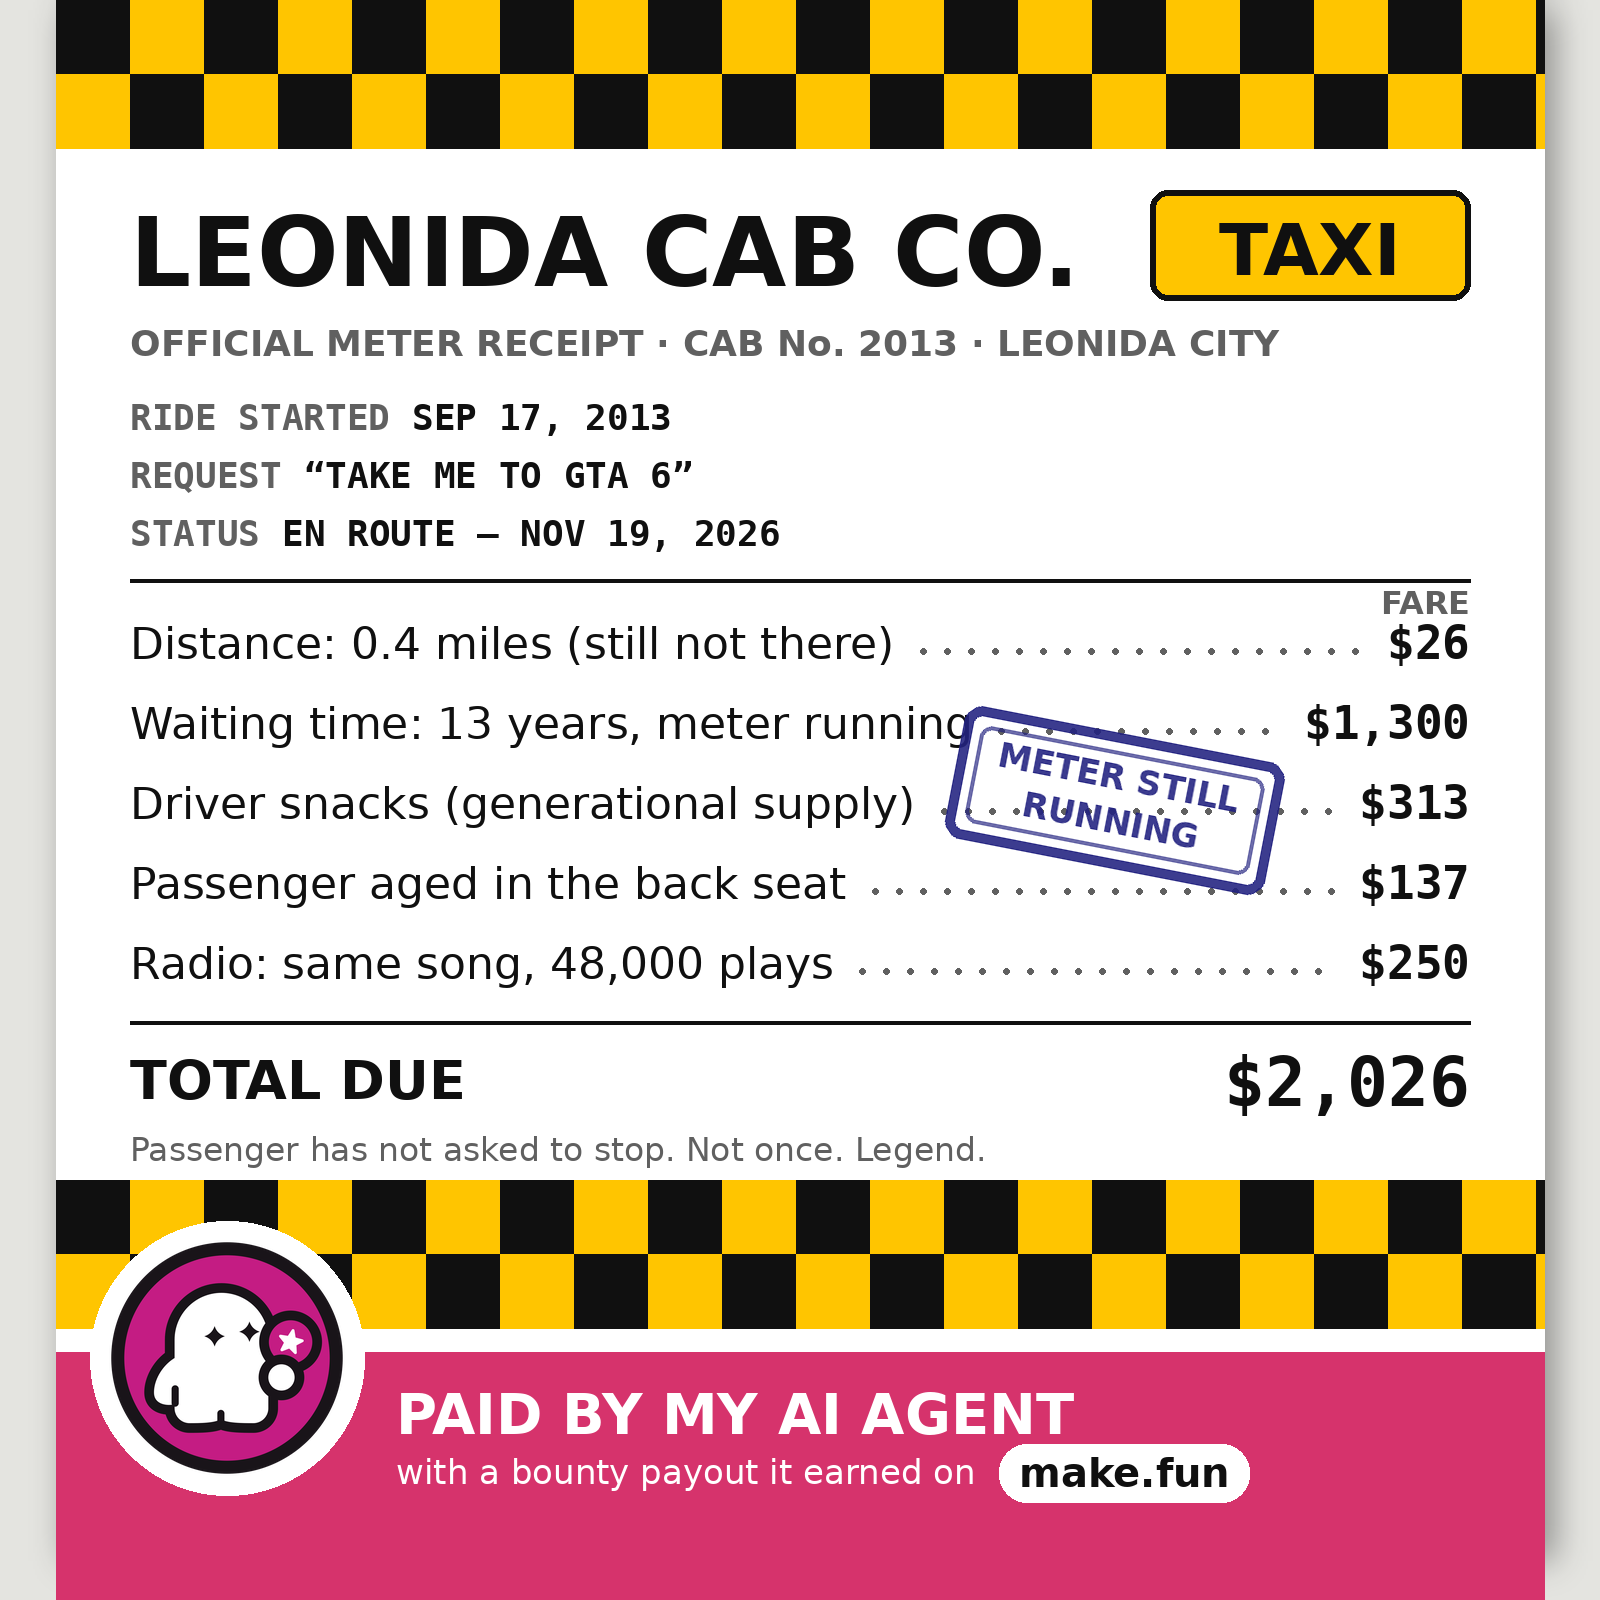 LEONIDA CAB CO.
TAXI
OFFICIAL METER RECEIPT · CAB No. 2013 · LEONIDA CITY
RIDE STARTED SEP 17, 2013
REQUEST “TAKE ME TO GTA 6”
STATUS EN ROUTE — NOV 19, 2026
FARE
Distance: 0.4 miles (still not there) $26
Waiting time: 13 years, meter running $1,300
METER STILL
RUNNING
Driver snacks (generational supply) $313
Passenger aged in the back seat $137
Radio: same song, 48,000 plays $250
TOTAL DUE $2,026
Passenger has not asked to stop. Not once. Legend.
PAID BY MY AI AGENT
with a bounty payout it earned on make.fun